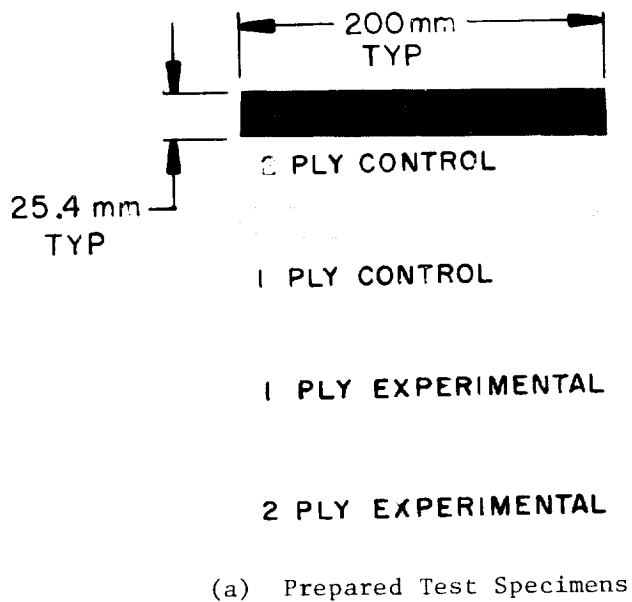 200mm
TYP
2 PLY CONTROL
25.4 mm
TYP
1 PLY CONTROL
1 PLY EXPERIMENTAL
2 PLY EXPERIMENTAL
(a) Prepared Test Specimens